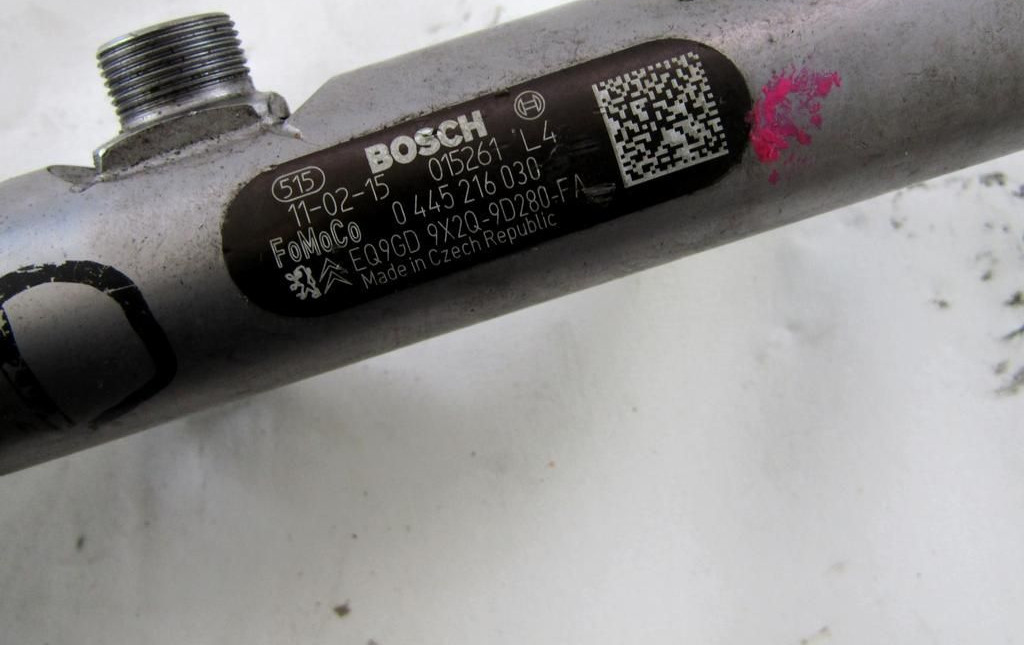 BOSCH
515
11-02-15 015261 L4
FoMoCo 0 445 216 030
EQ9GD 9X2Q-9D280-FA
Made in Czech Republic